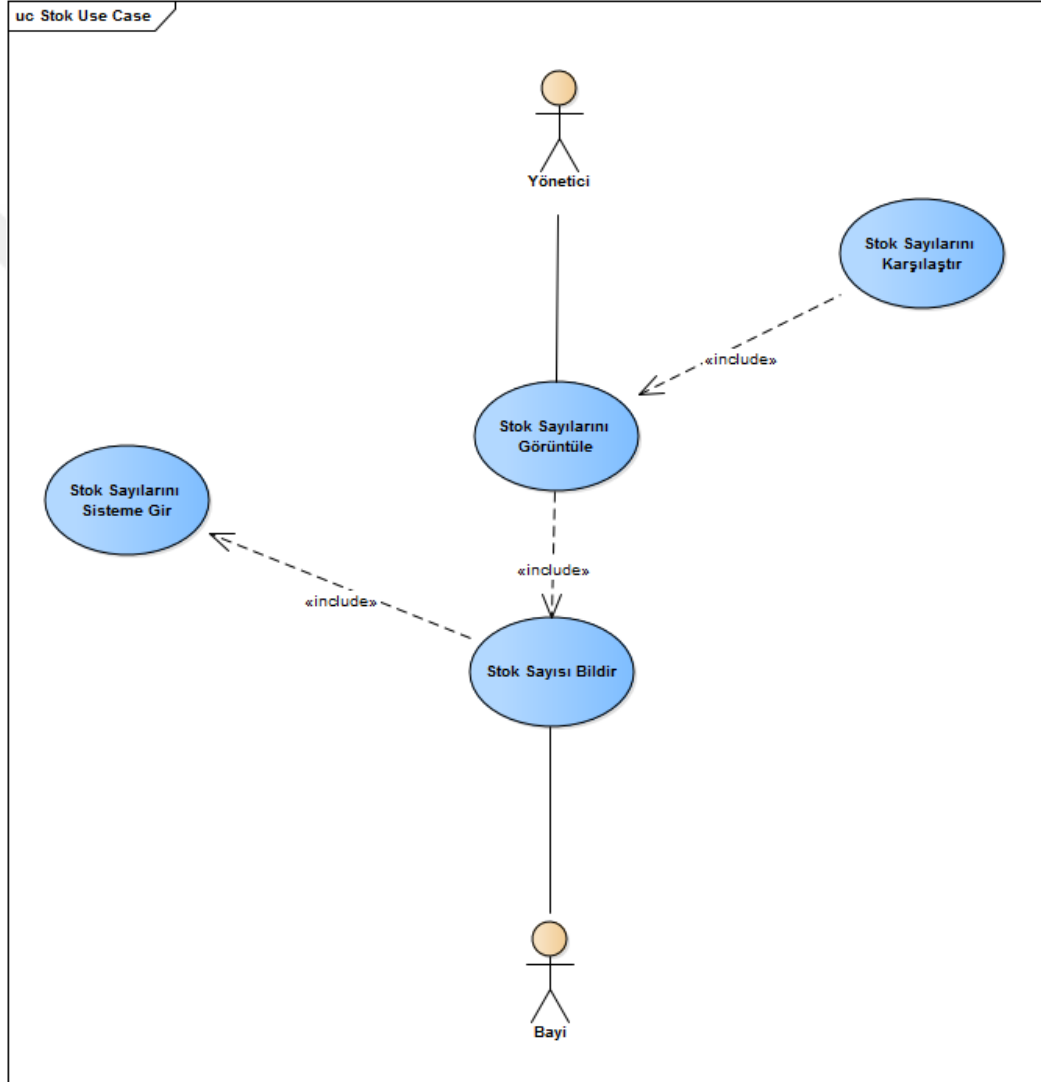 uc Stok Use Case
Yönetici
Stok Sayılarını
Karşılaştır
«include»
Stok Sayılarını
Görüntüle
Stok Sayılarını
Sisteme Gir
«include»
«include»
Stok Sayısı Bildir
Bayi